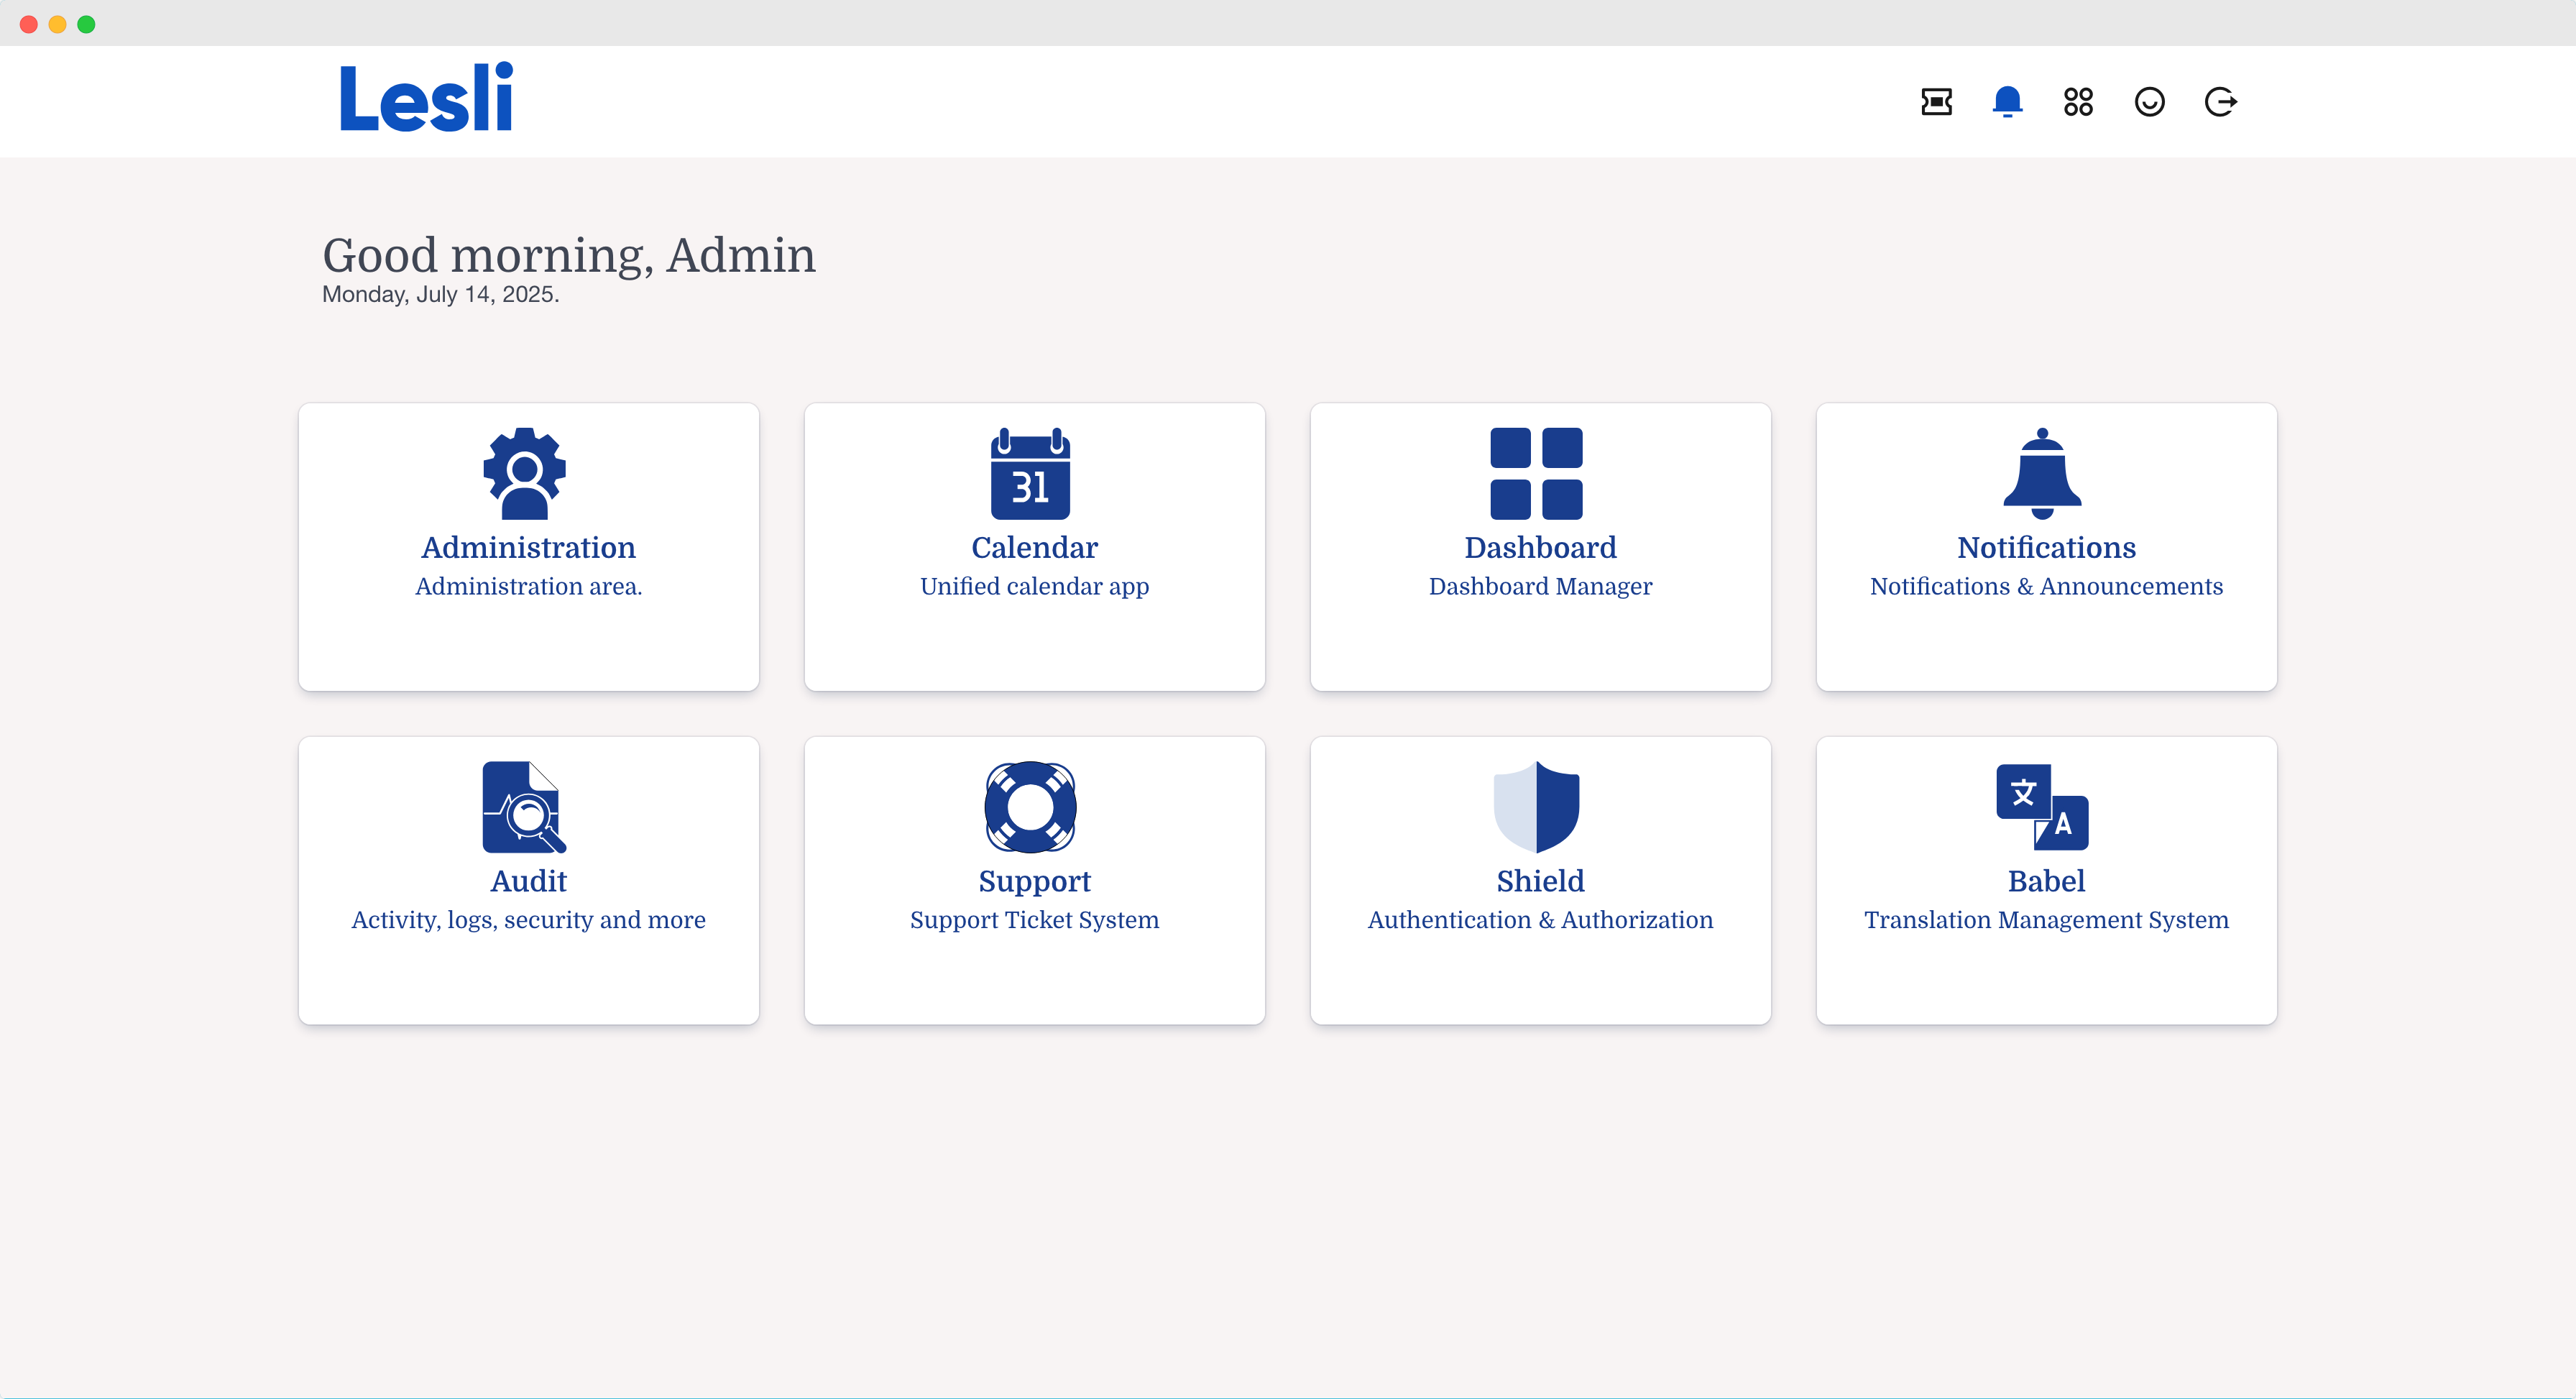 Lesli
Good morning, Admin
Monday, July 14, 2025.
31
Administration
Administration area.
Calendar
Unified calendar app
Dashboard
Dashboard Manager
Notifications
Notifications & Announcements
文
A
Audit
Activity, logs, security and more
Support
Support Ticket System
Shield
Authentication & Authorization
Babel
Translation Management System